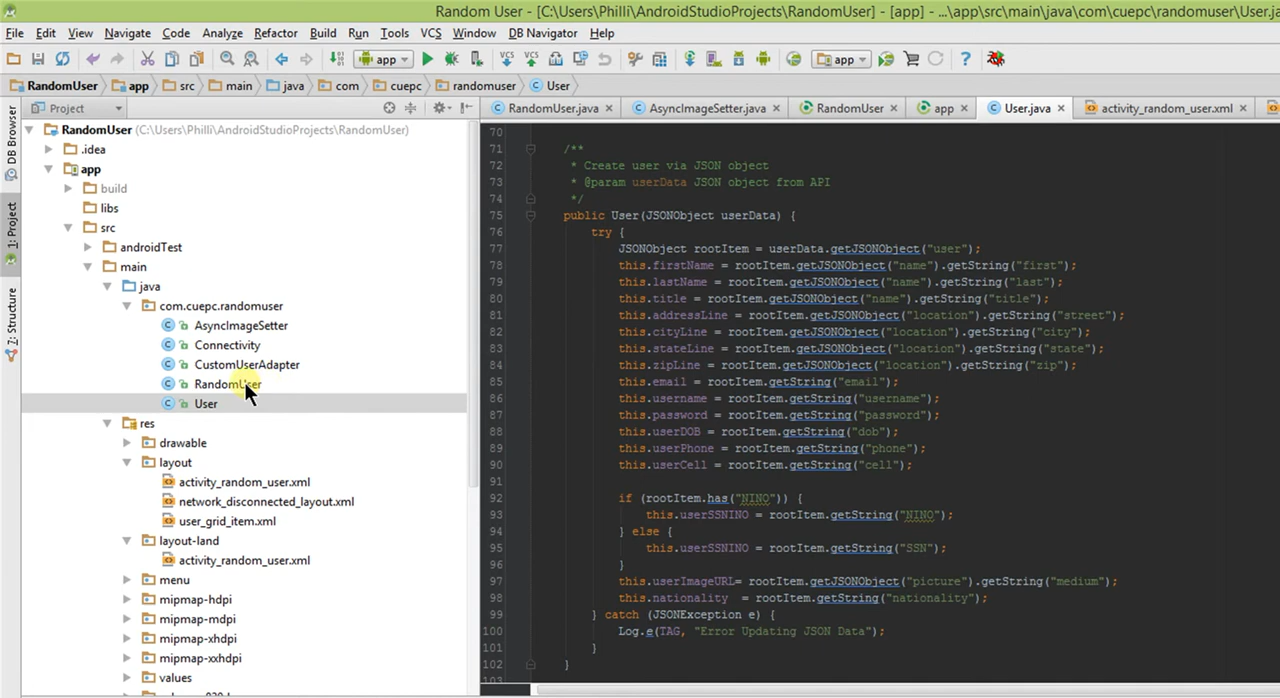 Random User - [C:\Users\Philli\AndroidStudioProjects\RandomUser] - [app] - ...\app\src\main\java\com\cuepc\randomuser\User.ja
File Edit View Navigate Code Analyze Refactor Build Run Tools VCS Window DB Navigator Help
app VCS VCS app ?
RandomUser app src main java com cuepc randomuser User
Project RandomUser.java AsyncImageSetter.java RandomUser app User.java activity_random_user.xml
DB Browser
1: Project
Z: Structure
RandomUser (C:\Users\Philli\AndroidStudioProjects\RandomUser)
.idea
app
build
libs
src
androidTest
main
java
com.cuepc.randomuser
AsyncImageSetter
Connectivity
CustomUserAdapter
RandomUser
User
res
drawable
layout
activity_random_user.xml
network_disconnected_layout.xml
user_grid_item.xml
layout-land
activity_random_user.xml
menu
mipmap-hdpi
mipmap-mdpi
mipmap-xhdpi
mipmap-xxhdpi
values
70
71 /**
72 * Create user via JSON object
73 * @param userData JSON object from API
74 */
75 public User(JSONObject userData) {
76 try {
77 JSONObject rootItem = userData.getJSONObject("user");
78 this.firstName = rootItem.getJSONObject("name").getString("first");
79 this.lastName = rootItem.getJSONObject("name").getString("last");
80 this.title = rootItem.getJSONObject("name").getString("title");
81 this.addressLine = rootItem.getJSONObject("location").getString("street");
82 this.cityLine = rootItem.getJSONObject("location").getString("city");
83 this.stateLine = rootItem.getJSONObject("location").getString("state");
84 this.zipLine = rootItem.getJSONObject("location").getString("zip");
85 this.email = rootItem.getString("email");
86 this.username = rootItem.getString("username");
87 this.password = rootItem.getString("password");
88 this.userDOB = rootItem.getString("dob");
89 this.userPhone = rootItem.getString("phone");
90 this.userCell = rootItem.getString("cell");
91
92 if (rootItem.has("NINO")) {
93 this.userSSNINO = rootItem.getString("NINO");
94 } else {
95 this.userSSNINO = rootItem.getString("SSN");
96 }
97 this.userImageURL= rootItem.getJSONObject("picture").getString("medium");
98 this.nationality = rootItem.getString("nationality");
99 } catch (JSONException e) {
100 Log.e(TAG, "Error Updating JSON Data");
101 }
102 }
103